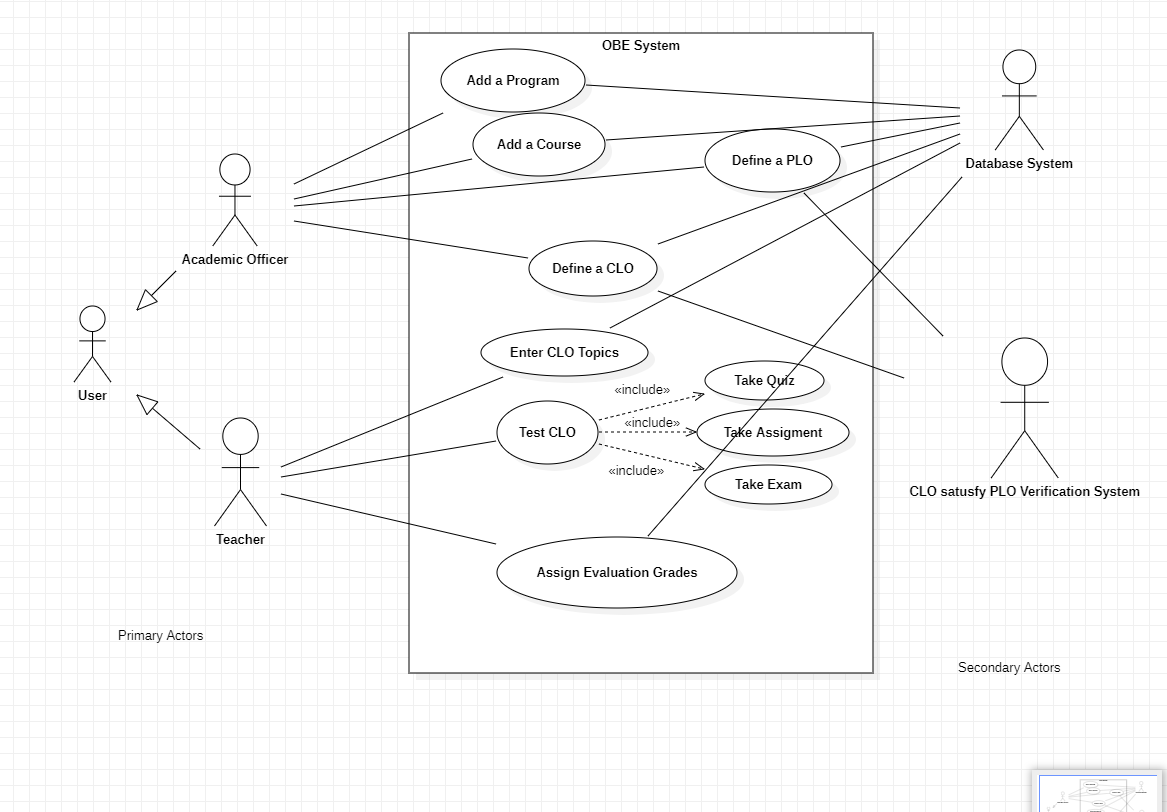 OBE System
Add a Program
Add a Course
Define a PLO
Database System
Academic Officer
Define a CLO
User
Enter CLO Topics
«include»
Take Quiz
Test CLO
«include»
Take Assigment
«include»
Take Exam
CLO satusfy PLO Verification System
Teacher
Assign Evaluation Grades
Primary Actors
Secondary Actors